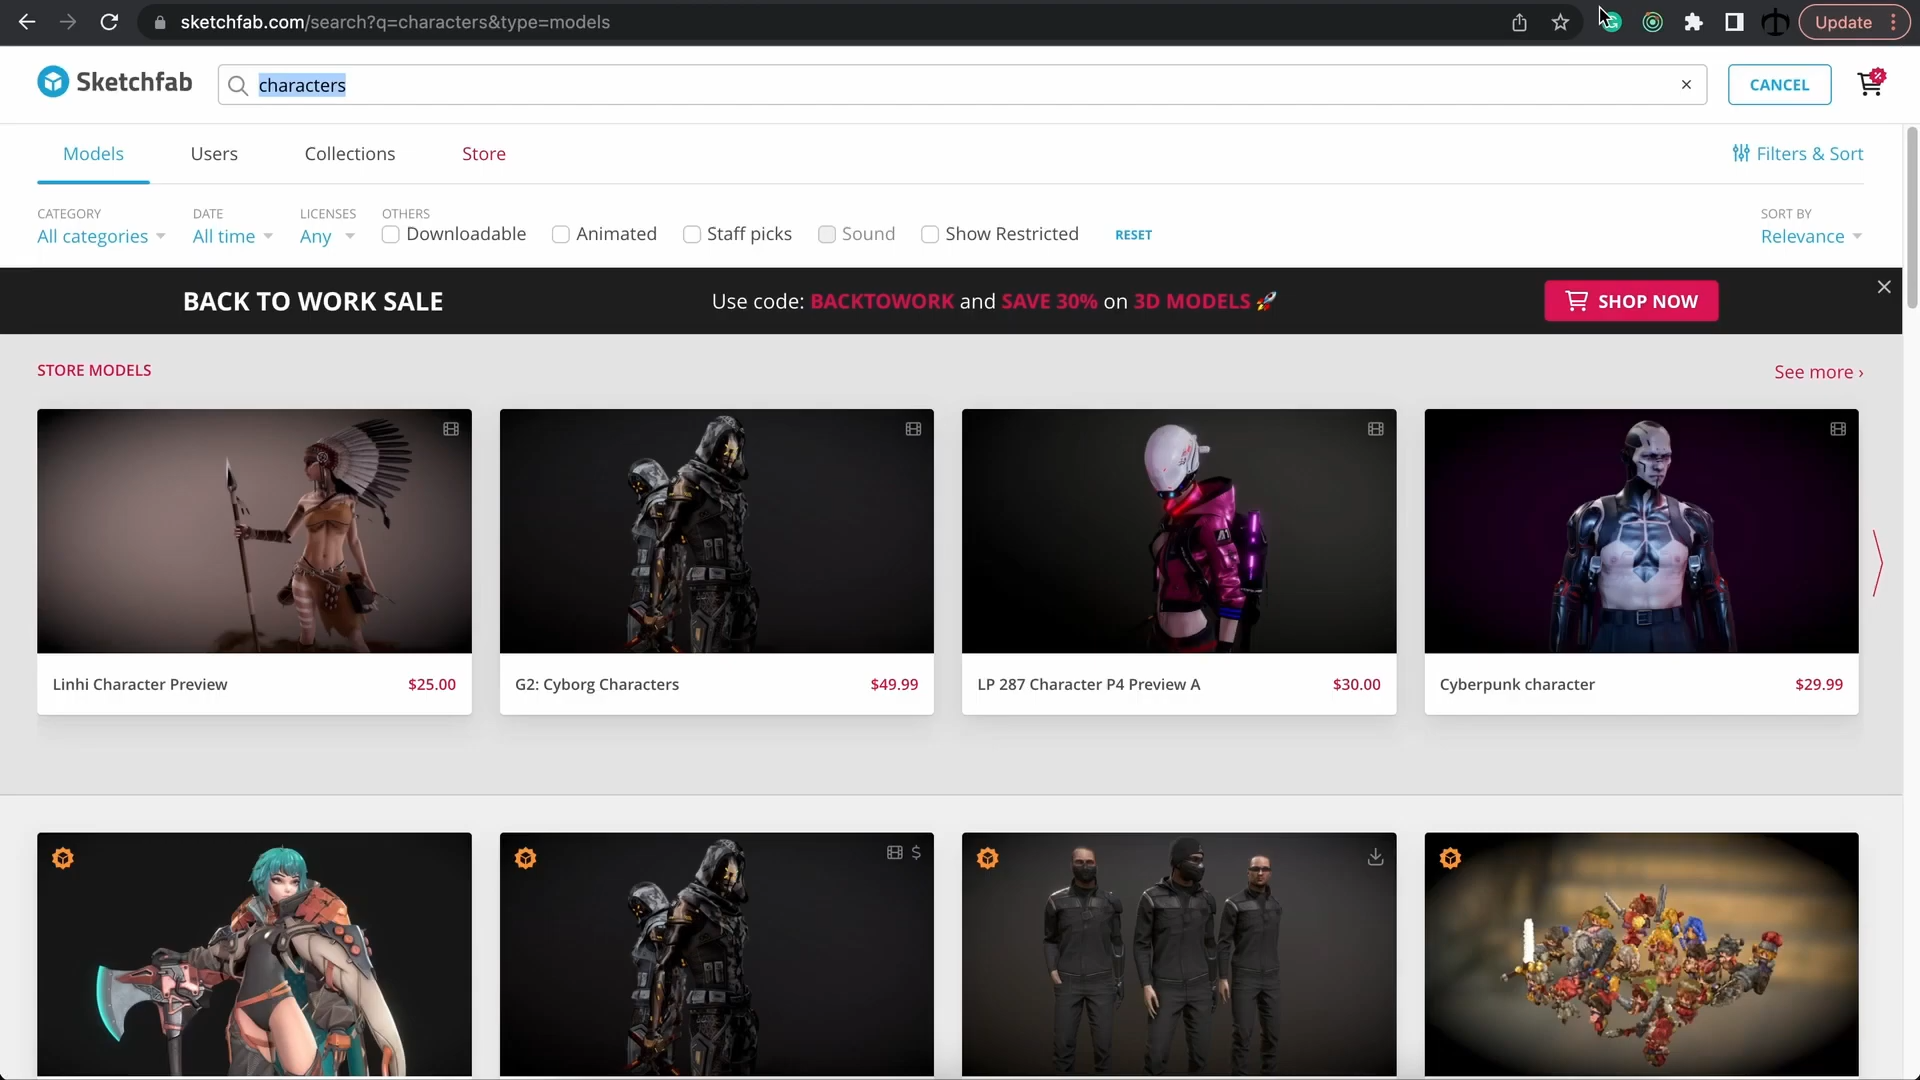 sketchfab.com/search?q=characters&type=models
Update
Sketchfab
characters
CANCEL
Models
Users
Collections
Store
Filters & Sort
CATEGORY
DATE
LICENSES
OTHERS
SORT BY
All categories
All time
Any
Downloadable
Animated
Staff picks
Sound
Show Restricted
RESET
Relevance
BACK TO WORK SALE
Use code: BACKTOWORK and SAVE 30% on 3D MODELS 🚀
SHOP NOW
STORE MODELS
See more ›
Linhi Character Preview
$25.00
G2: Cyborg Characters
$49.99
LP 287 Character P4 Preview A
$30.00
Cyberpunk character
$29.99